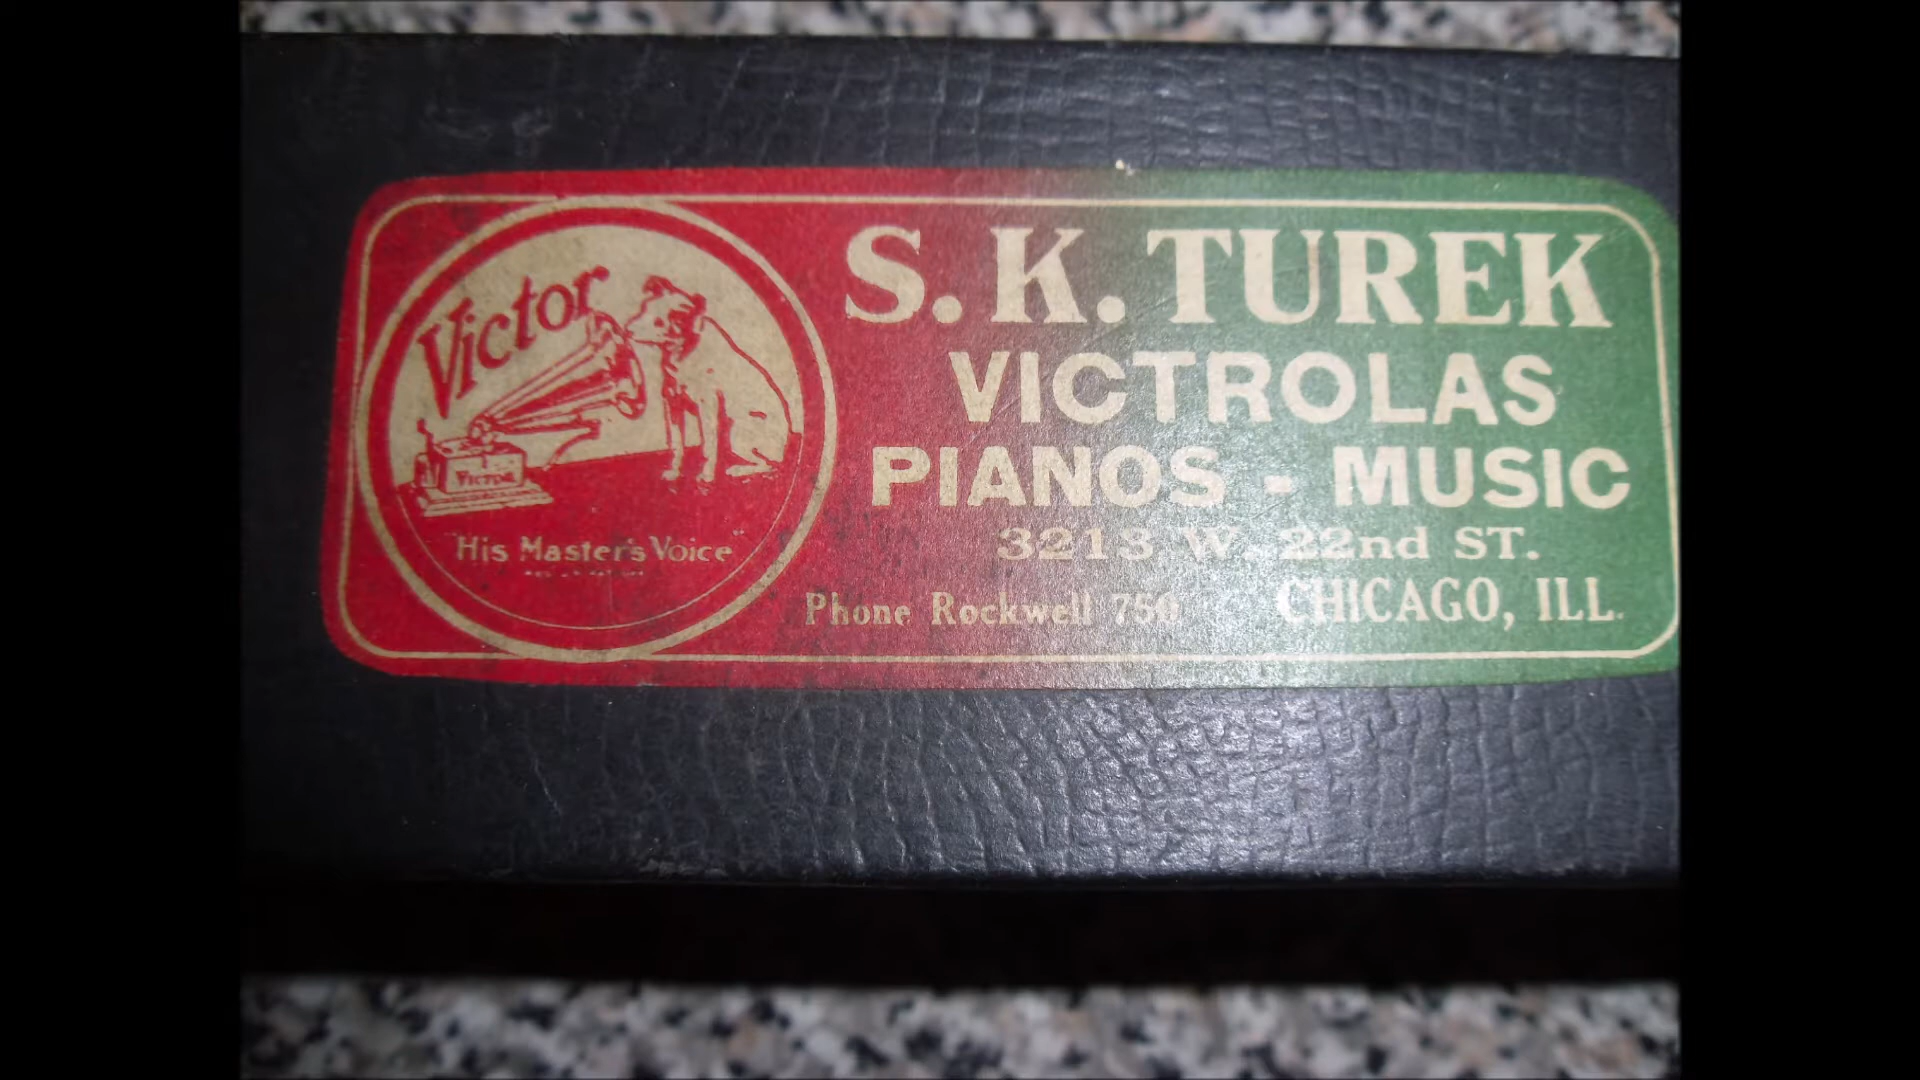 Victor
VICTOR
"His Master's Voice"
S. K. TUREK
VICTROLAS
PIANOS - MUSIC
3213 W. 22nd ST.
Phone Rockwell 750 CHICAGO, ILL.